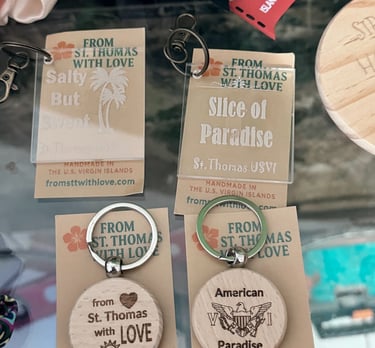 FROM
ST. THOMAS
WITH LOVE
Salty
But
Sweet
HANDMADE IN
THE U.S. VIRGIN ISLANDS
fromsttwithlove.com
FROM
ST. THOMAS
WITH LOVE
Slice of
Paradise
St. Thomas USVI
HANDMADE IN
THE U.S. VIRGIN ISLANDS
fromsttwithlove.com
FROM
ST. THOMAS
WITH LOVE
from
St. Thomas
with LOVE
FROM
ST. THOMAS
WITH LOVE
American
V I
Paradise